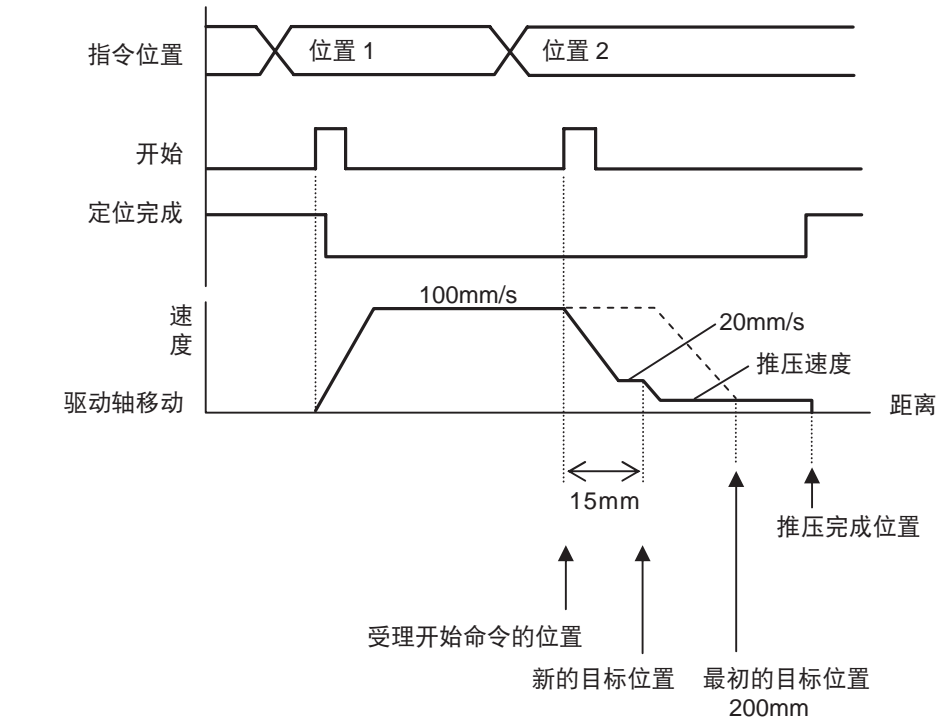 指令位置
位置 1
位置 2
开始
定位完成
速度
100mm/s
20mm/s
推压速度
驱动轴移动
距离
15mm
推压完成位置
受理开始命令的位置
新的目标位置
最初的目标位置
200mm